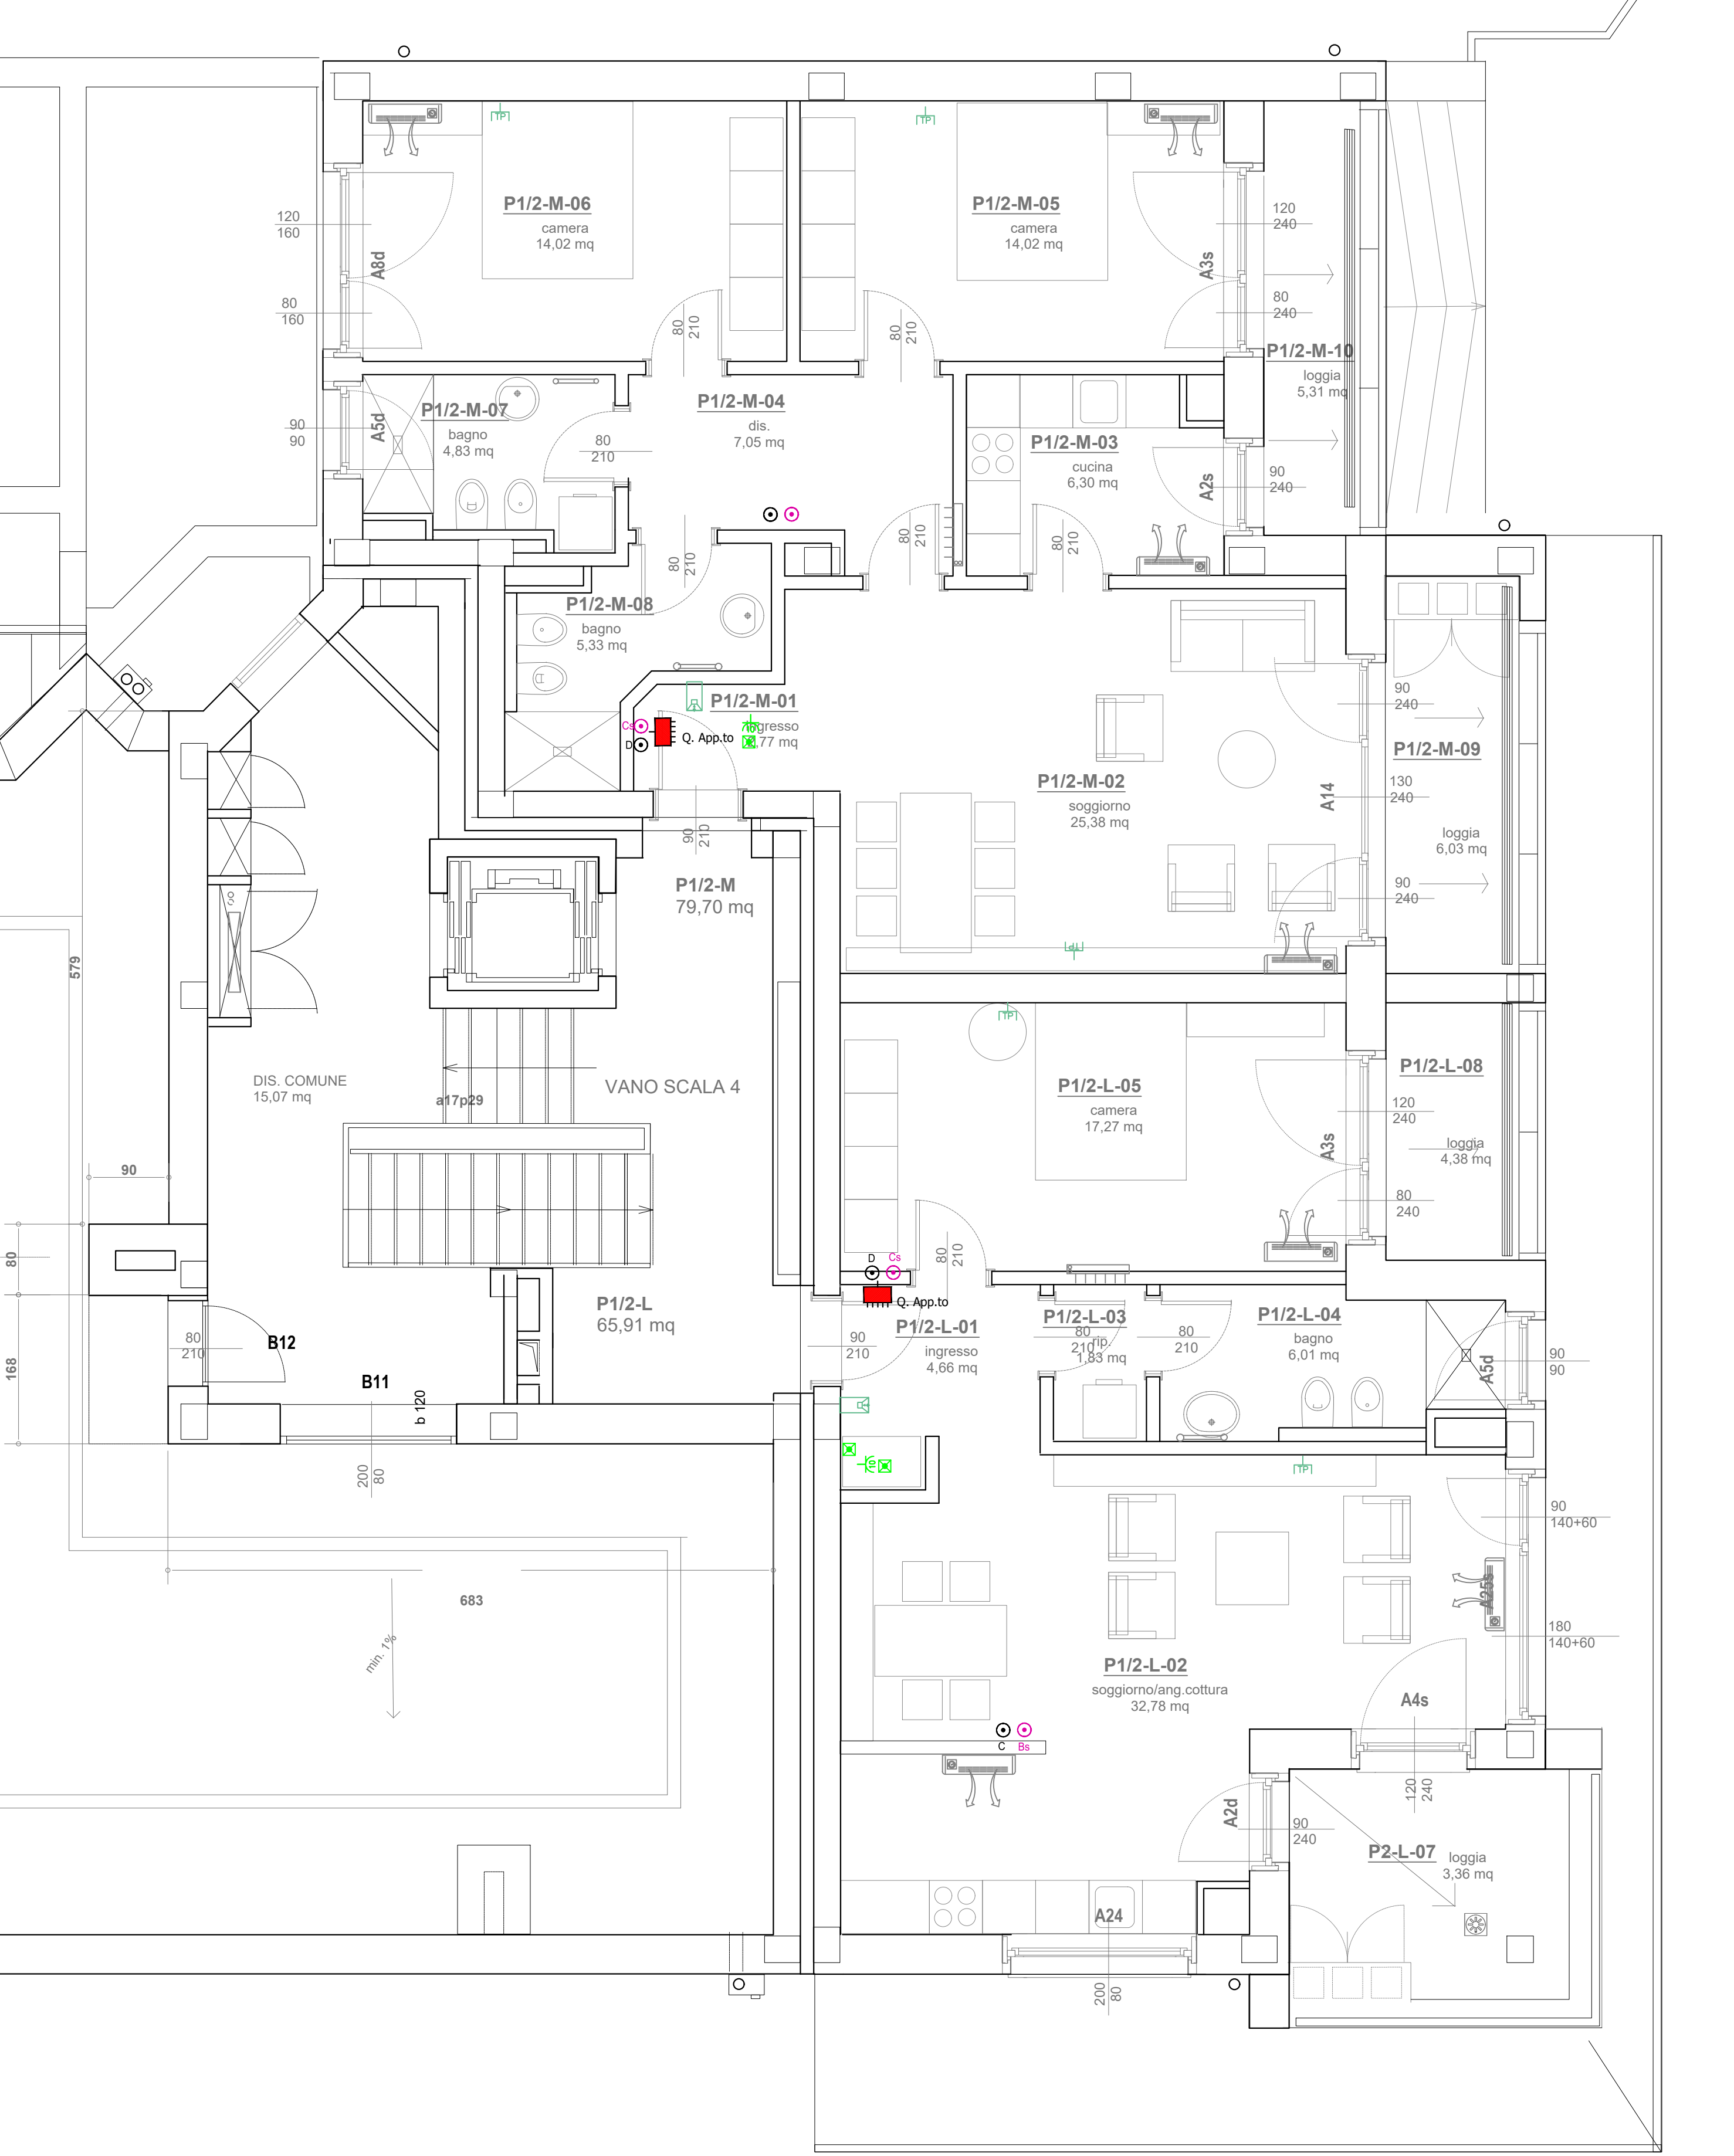 TP
TP
P1/2-M-06
camera
14,02 mq
P1/2-M-05
camera
14,02 mq
120
160
A8d
80
160
A3s
120
240
80
240
80
210
80
210
P1/2-M-10
loggia
5,31 mq
P1/2-M-07
bagno
4,83 mq
A5d
90
90
80
210
P1/2-M-04
dis.
7,05 mq
P1/2-M-03
cucina
6,30 mq
A2s
90
240
80
210
80
210
80
210
P1/2-M-08
bagno
5,33 mq
P1/2-M-01
Cs
D
Q. App.to
90
210
P1/2-M-02
soggiorno
25,38 mq
A14
90
240
P1/2-M-09
130
240
loggia
6,03 mq
90
240
P1/2-M
79,70 mq
TP
579
TP
DIS. COMUNE
15,07 mq
a17p29
VANO SCALA 4
P1/2-L-05
camera
17,27 mq
A3s
P1/2-L-08
120
240
loggia
4,38 mq
80
240
90
80
168
80
210
D
Cs
Q. App.to
P1/2-L
65,91 mq
80
210
B12
B11
b 120
200
80
90
210
P1/2-L-01
ingresso
4,66 mq
P1/2-L-03
80
210
rip.
1,83 mq
80
210
P1/2-L-04
bagno
6,01 mq
A5d
90
90
10
TP
90
140+60
A25s
180
140+60
683
min. 1%
P1/2-L-02
soggiorno/ang.cottura
32,78 mq
A4s
120
240
C
Bs
A2d
90
240
P2-L-07
loggia
3,36 mq
A24
200
80